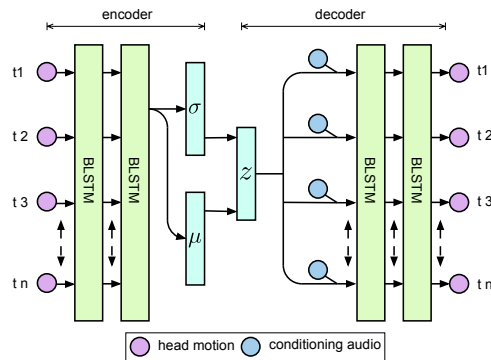 encoder
decoder
t1
t 2
t 3
t n
BLSTM
BLSTM
σ
μ
z
BLSTM
BLSTM
t1
t 2
t 3
t n
head motion
conditioning audio